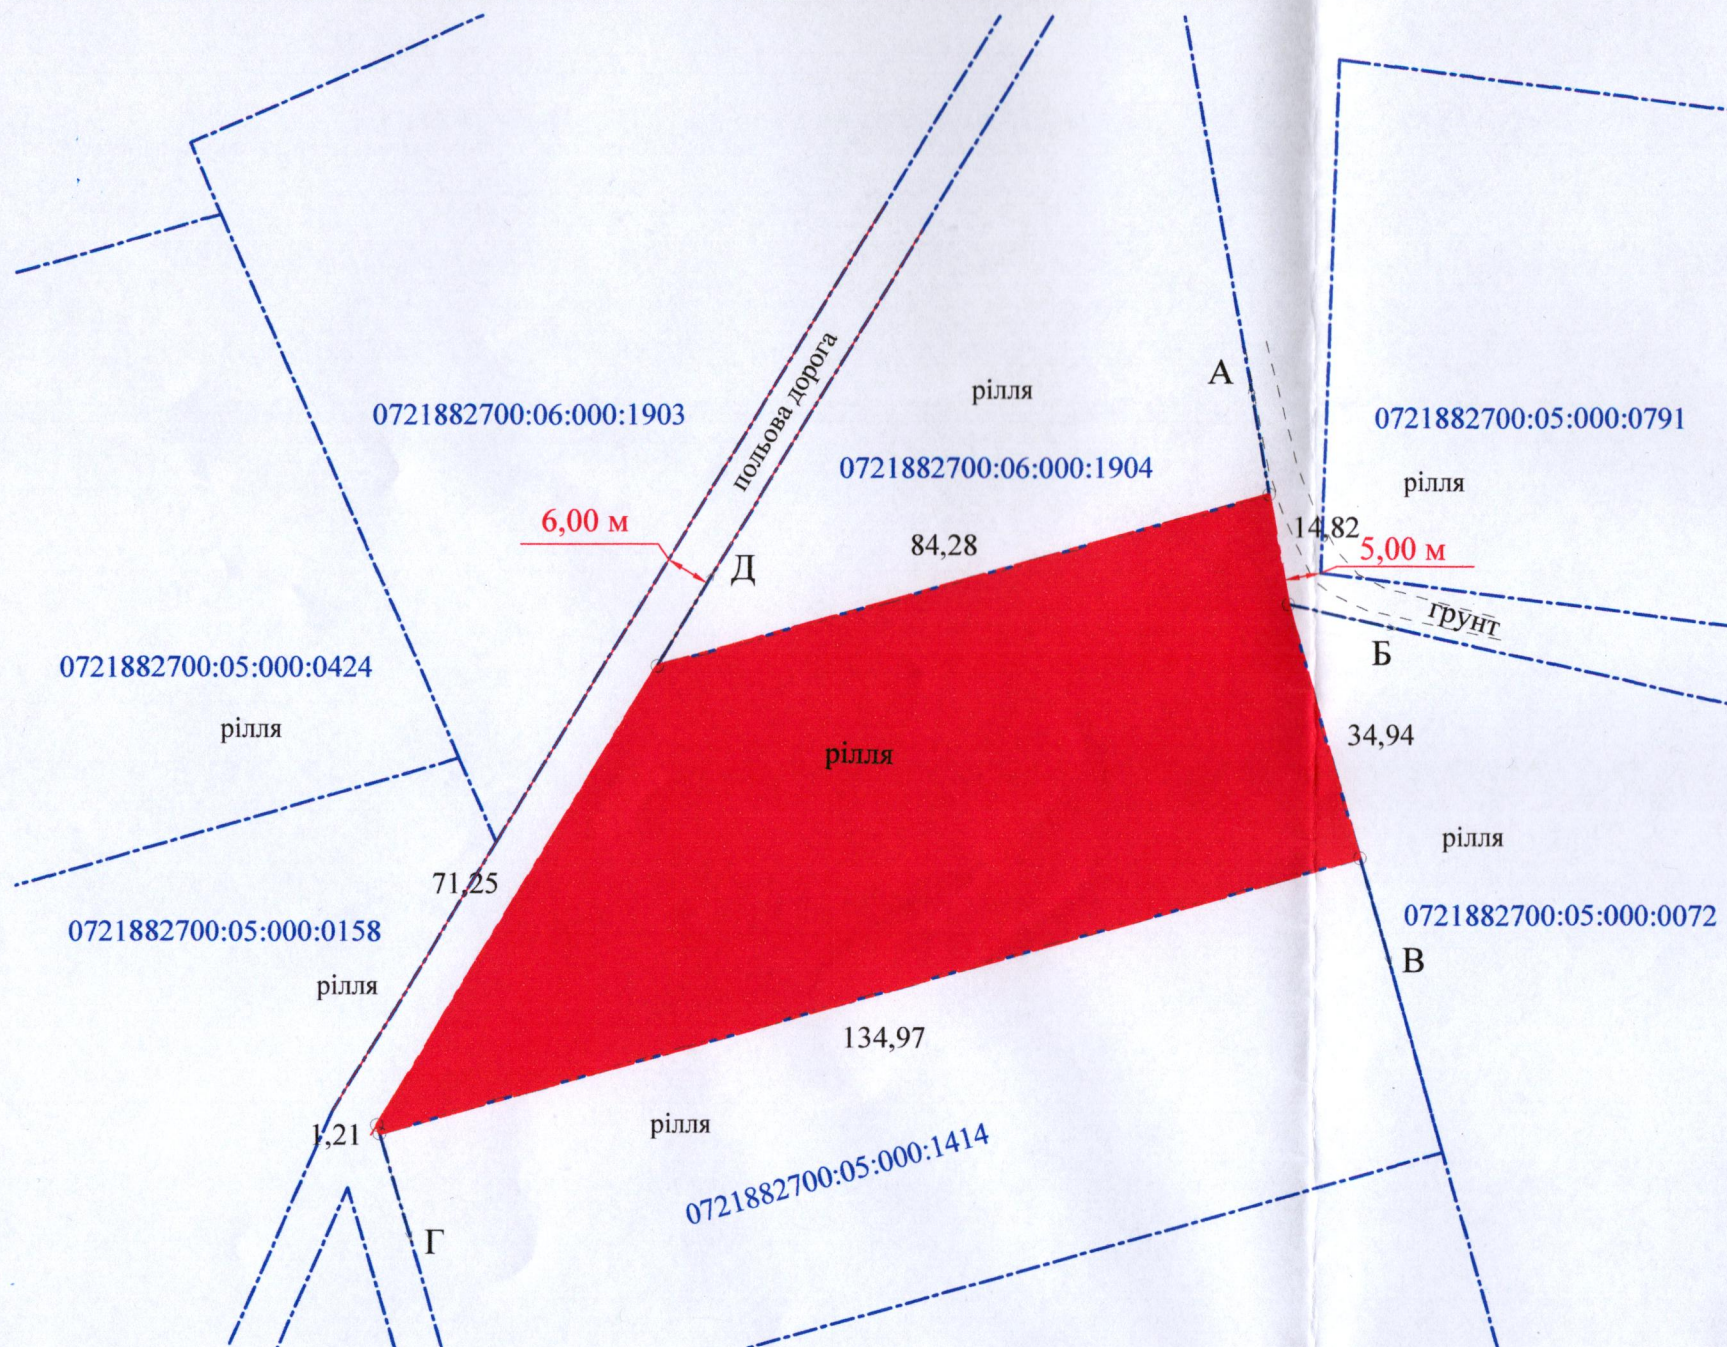 польова дорога
А
рілля
0721882700:06:000:1903
0721882700:05:000:0791
0721882700:06:000:1904
рілля
6,00 м
14,82
84,28
5,00 м
Д
грунт
Б
0721882700:05:000:0424
рілля
34,94
рілля
рілля
71,25
0721882700:05:000:0158
0721882700:05:000:0072
В
рілля
134,97
рілля
1,21
0721882700:05:000:1414
Г